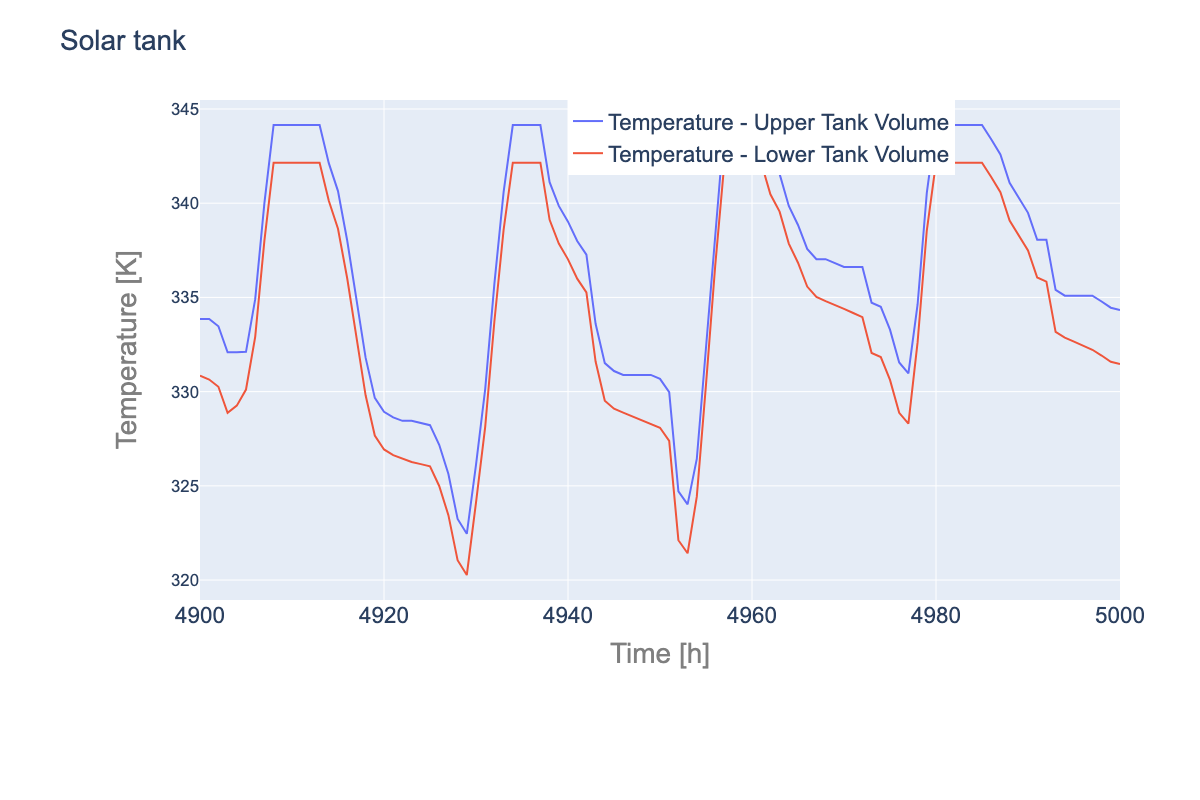 Solar tank
Temperature - Upper Tank Volume
Temperature - Lower Tank Volume
345
340
335
330
325
320
Temperature [K]
4900
4920
4940
4960
4980
5000
Time [h]